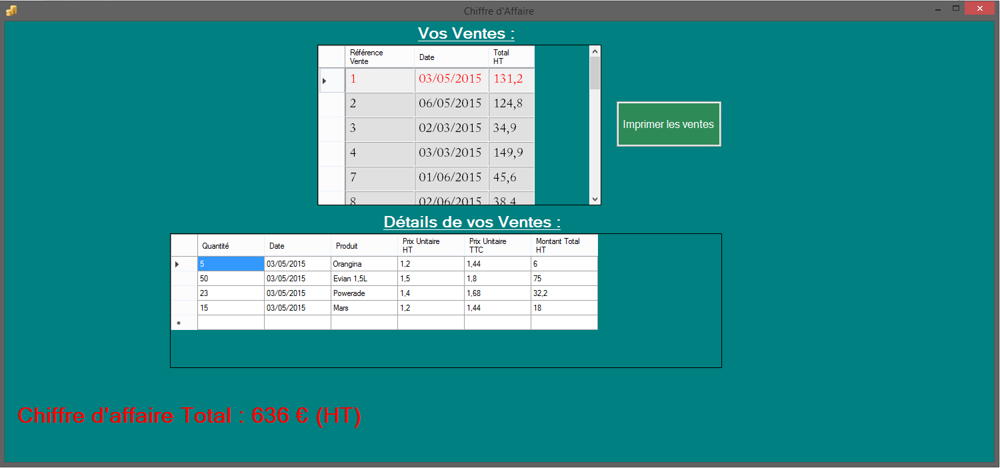 Chiffre d'Affaire
Vos Ventes :
Référence Vente Date Total HT
1 03/05/2015 131,2
2 06/05/2015 124,8
3 02/03/2015 34,9
4 03/03/2015 149,9
7 01/06/2015 45,6
8 02/06/2015 38,4
Imprimer les ventes
Détails de vos Ventes :
Quantité Date Produit Prix Unitaire HT Prix Unitaire TTC Montant Total HT
5 03/05/2015 Orangina 1,2 1,44 6
50 03/05/2015 Evian 1,5L 1,5 1,8 75
23 03/05/2015 Powerade 1,4 1,68 32,2
15 03/05/2015 Mars 1,2 1,44 18
Chiffre d'affaire Total : 636 € (HT)